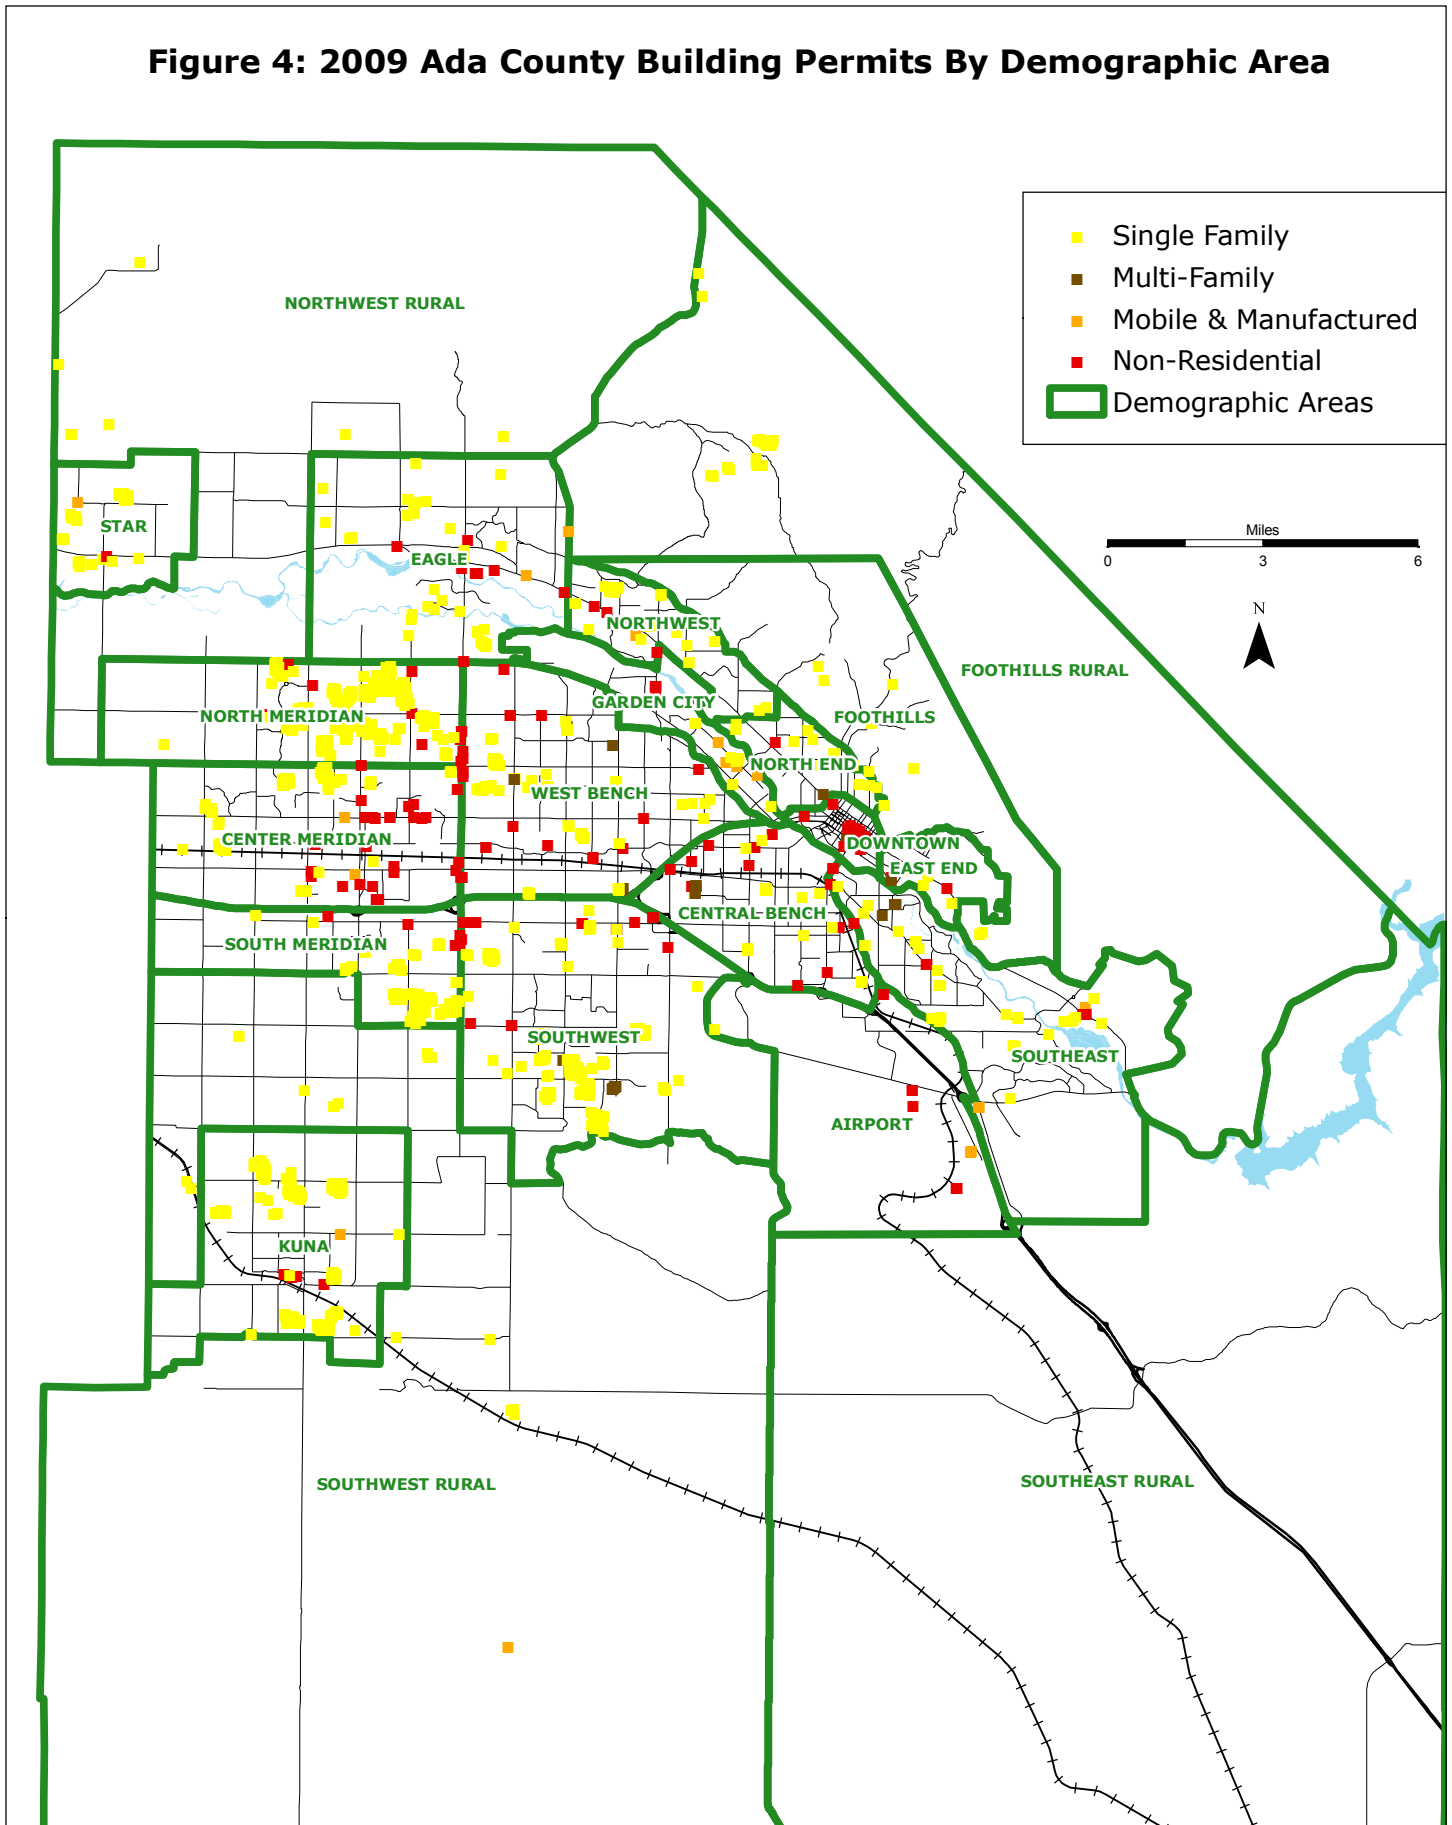 Figure 4: 2009 Ada County Building Permits By Demographic Area
Single Family
Multi-Family
Mobile & Manufactured
Non-Residential
Demographic Areas
NORTHWEST RURAL
STAR
EAGLE
Miles
0 3 6
N
NORTHWEST
FOOTHILLS RURAL
GARDEN CITY
NORTH MERIDIAN
FOOTHILLS
NORTH END
WEST BENCH
CENTER MERIDIAN
DOWNTOWN
EAST END
CENTRAL BENCH
SOUTH MERIDIAN
SOUTHWEST
SOUTHEAST
AIRPORT
KUNA
SOUTHWEST RURAL
SOUTHEAST RURAL